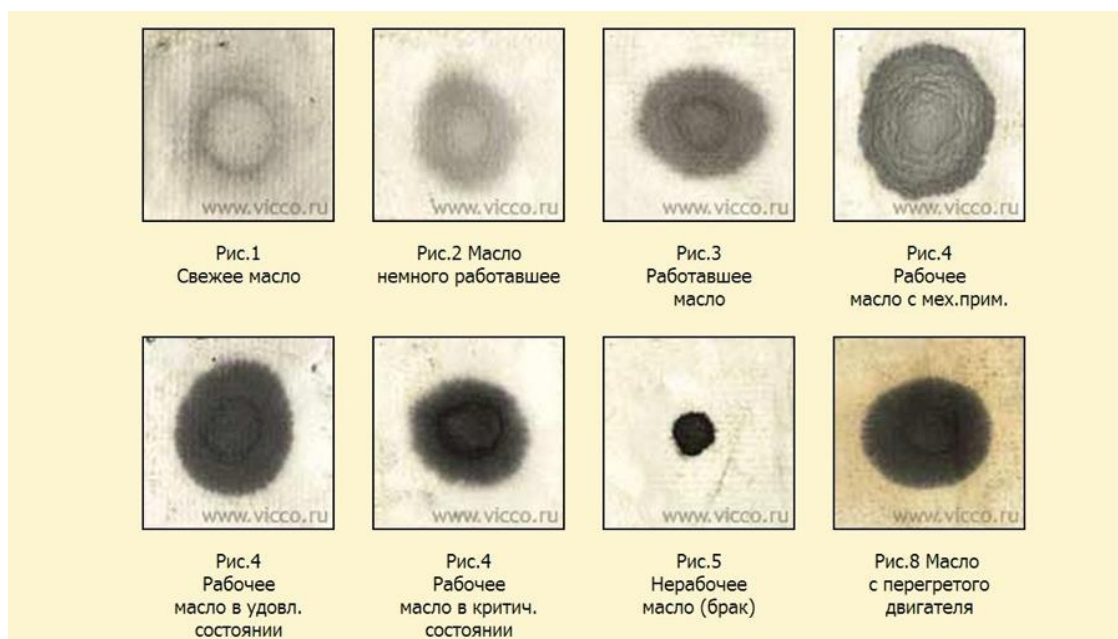 www.vicco.ru
www.vicco.ru
www.vicco.ru
www.vicco.ru
Рис.1
Свежее масло
Рис.2 Масло
немного работавшее
Рис.3
Работавшее
масло
Рис.4
Рабочее
масло с мех.прим.
www.vicco.ru
www.vicco.ru
www.vicco.ru
www.vicco.ru
Рис.4
Рабочее
масло в удовл.
состоянии
Рис.4
Рабочее
масло в критич.
состоянии
Рис.5
Нерабочее
масло (брак)
Рис.8 Масло
с перегретого
двигателя